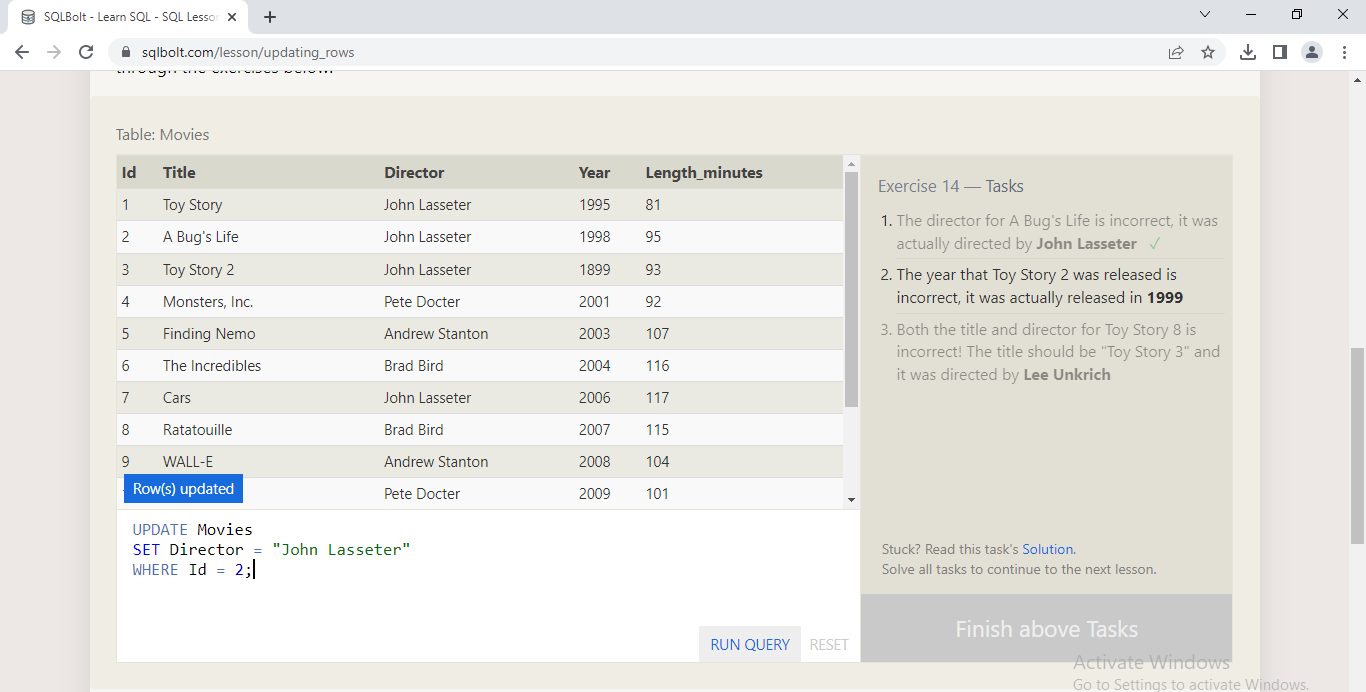 SQLBolt - Learn SQL - SQL Lesson
sqlbolt.com/lesson/updating_rows
through the exercises below.
Table: Movies
Id Title Director Year Length_minutes
1 Toy Story John Lasseter 1995 81
2 A Bug's Life John Lasseter 1998 95
3 Toy Story 2 John Lasseter 1899 93
4 Monsters, Inc. Pete Docter 2001 92
5 Finding Nemo Andrew Stanton 2003 107
6 The Incredibles Brad Bird 2004 116
7 Cars John Lasseter 2006 117
8 Ratatouille Brad Bird 2007 115
9 WALL-E Andrew Stanton 2008 104
Row(s) updated Pete Docter 2009 101
UPDATE Movies
SET Director = "John Lasseter"
WHERE Id = 2;
RUN QUERY RESET
Exercise 14 — Tasks
1. The director for A Bug's Life is incorrect, it was
actually directed by John Lasseter ✓
2. The year that Toy Story 2 was released is
incorrect, it was actually released in 1999
3. Both the title and director for Toy Story 8 is
incorrect! The title should be "Toy Story 3" and
it was directed by Lee Unkrich
Stuck? Read this task's Solution.
Solve all tasks to continue to the next lesson.
Finish above Tasks
Activate Windows
Go to Settings to activate Windows.